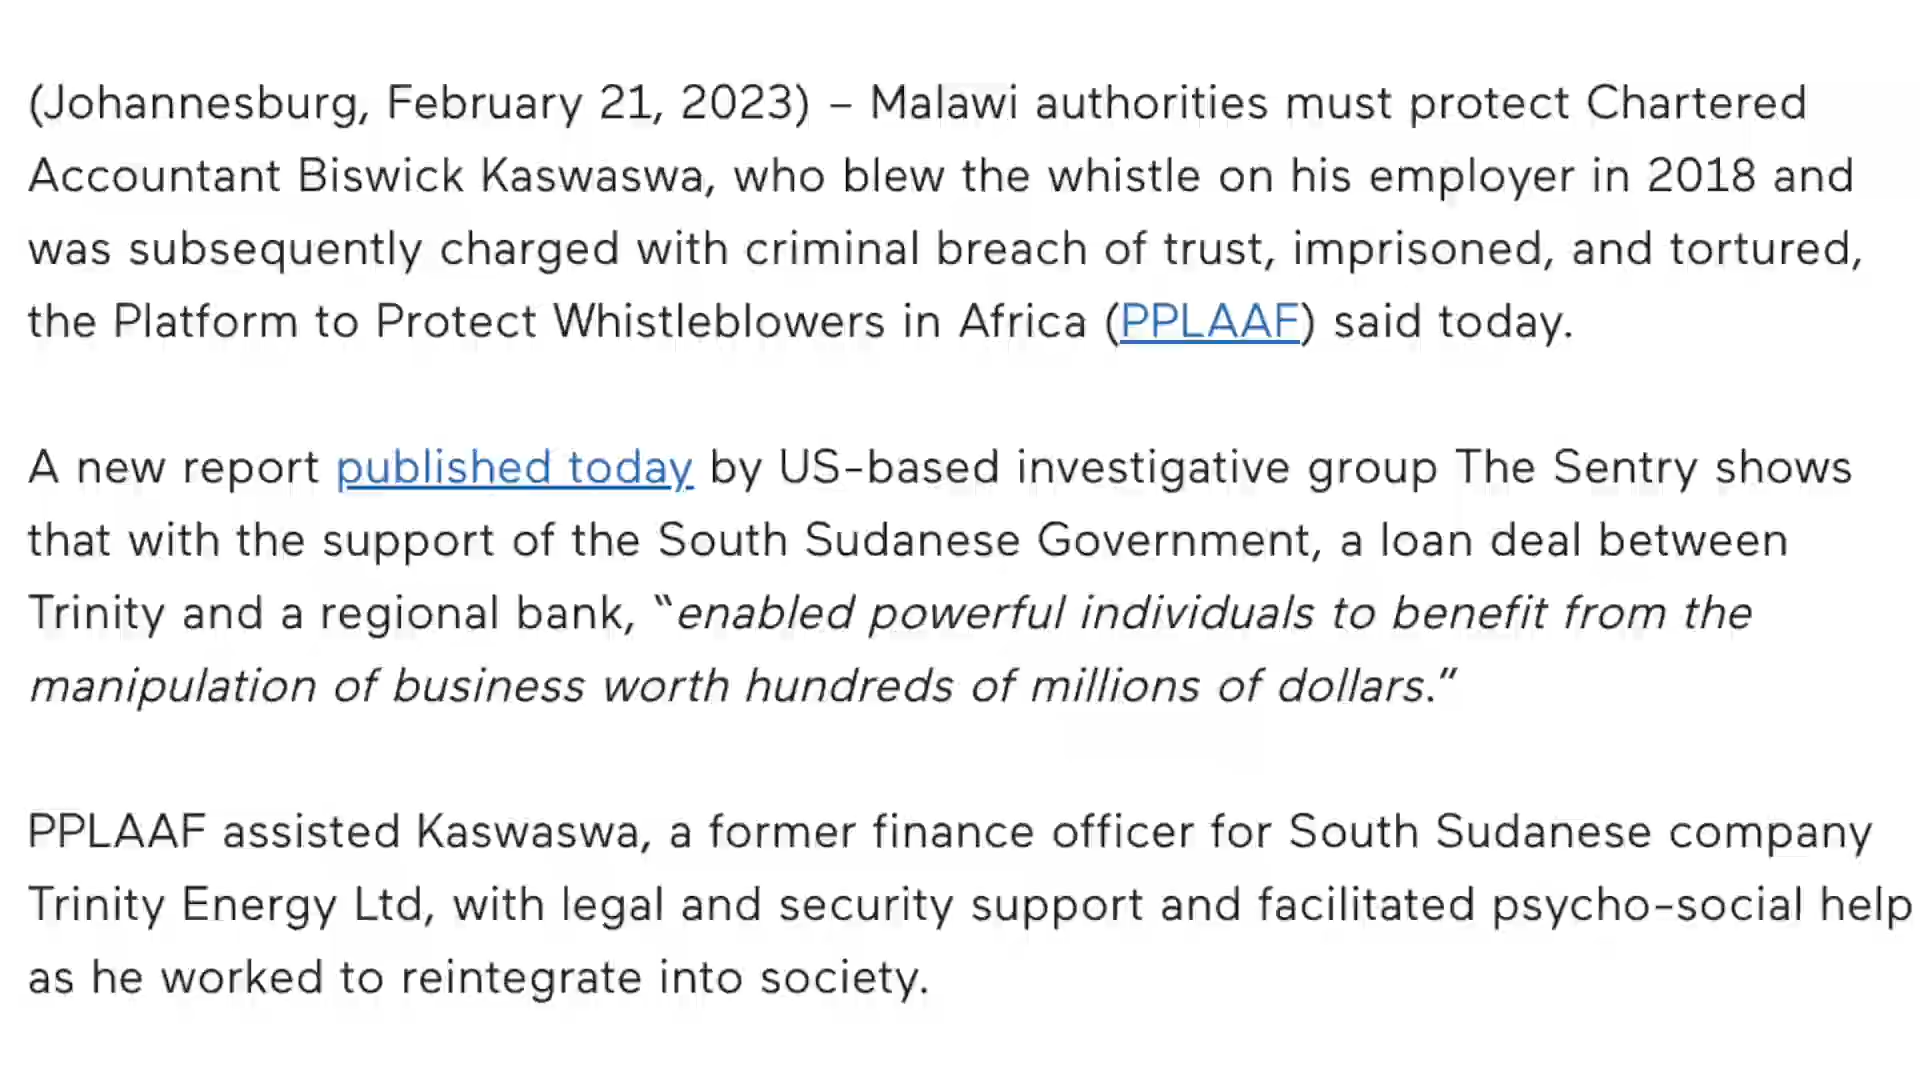 (Johannesburg, February 21, 2023) – Malawi authorities must protect Chartered
Accountant Biswick Kaswaswa, who blew the whistle on his employer in 2018 and
was subsequently charged with criminal breach of trust, imprisoned, and tortured,
the Platform to Protect Whistleblowers in Africa (PPLAAF) said today.
A new report published today by US-based investigative group The Sentry shows
that with the support of the South Sudanese Government, a loan deal between
Trinity and a regional bank, “enabled powerful individuals to benefit from the
manipulation of business worth hundreds of millions of dollars.”
PPLAAF assisted Kaswaswa, a former finance officer for South Sudanese company
Trinity Energy Ltd, with legal and security support and facilitated psycho-social help
as he worked to reintegrate into society.